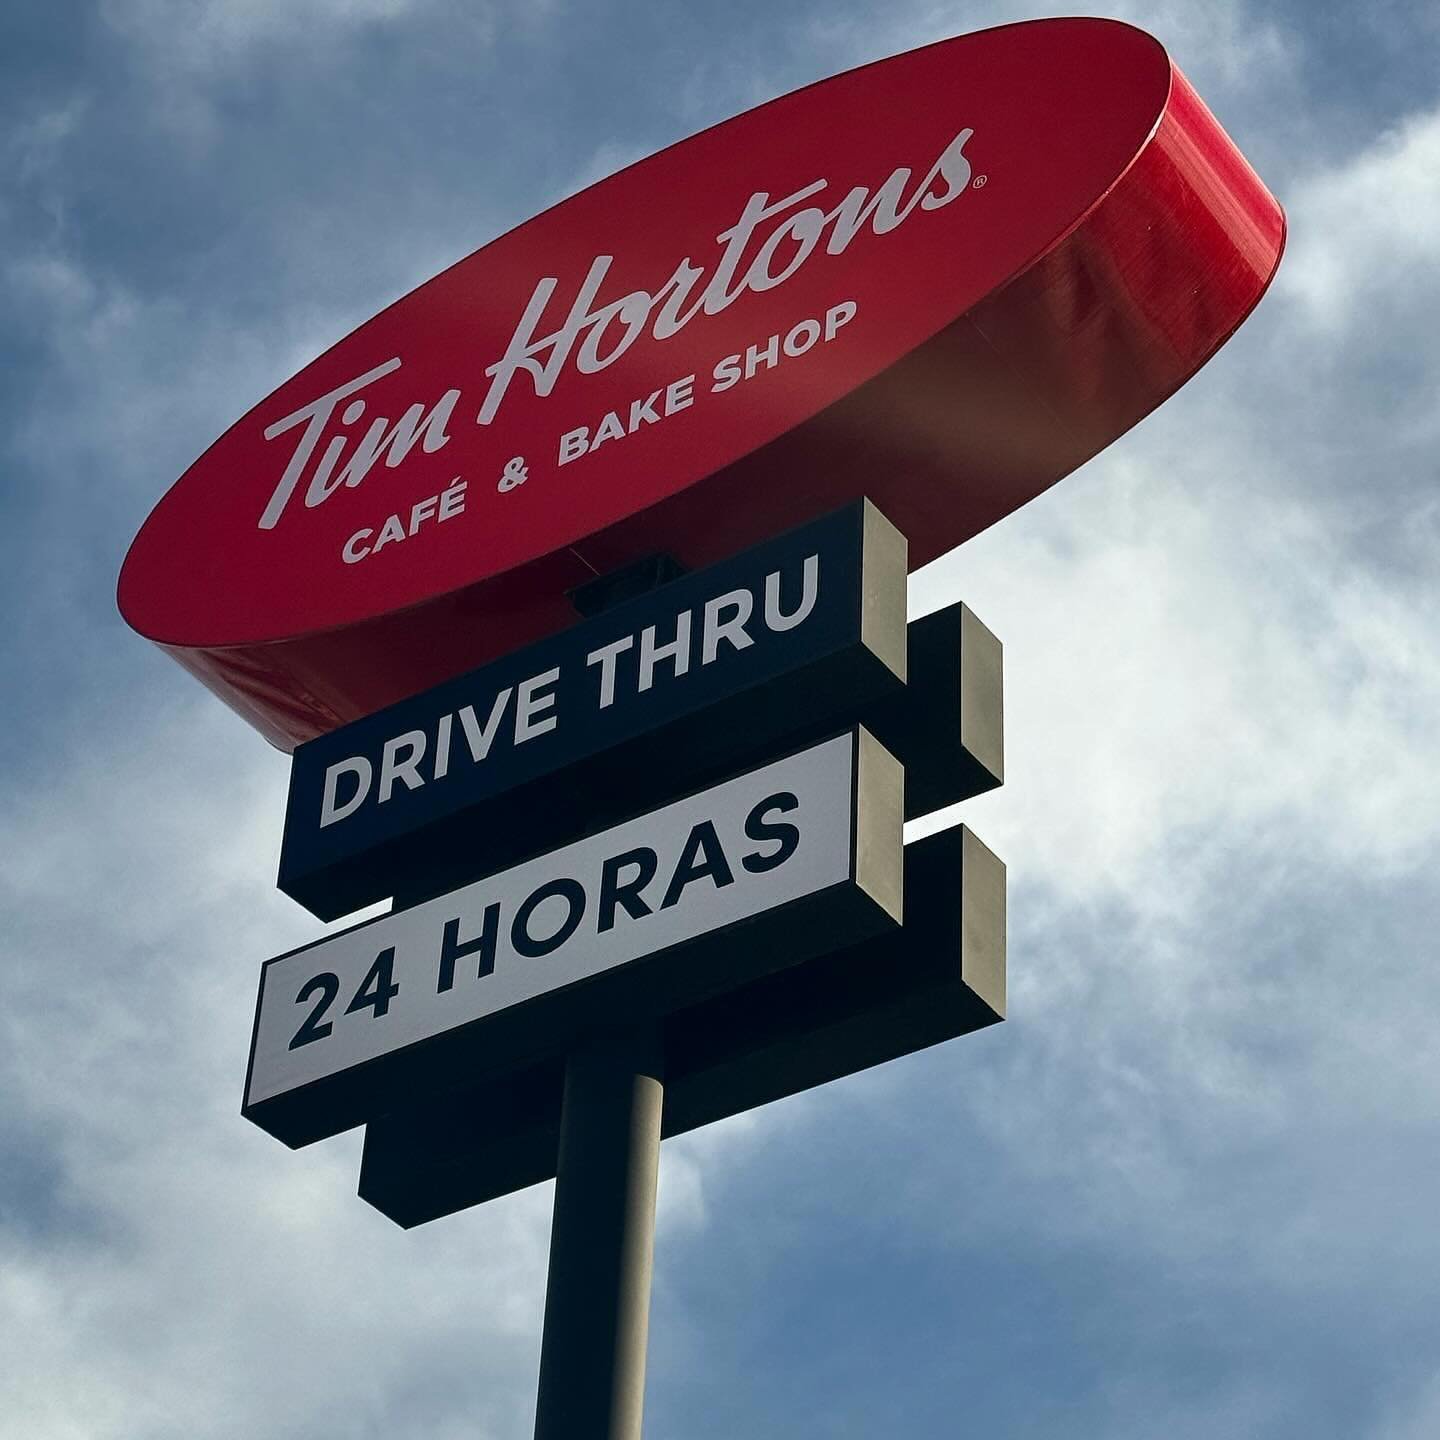 Tim Hortons®
CAFÉ & BAKE SHOP
DRIVE THRU
24 HORAS